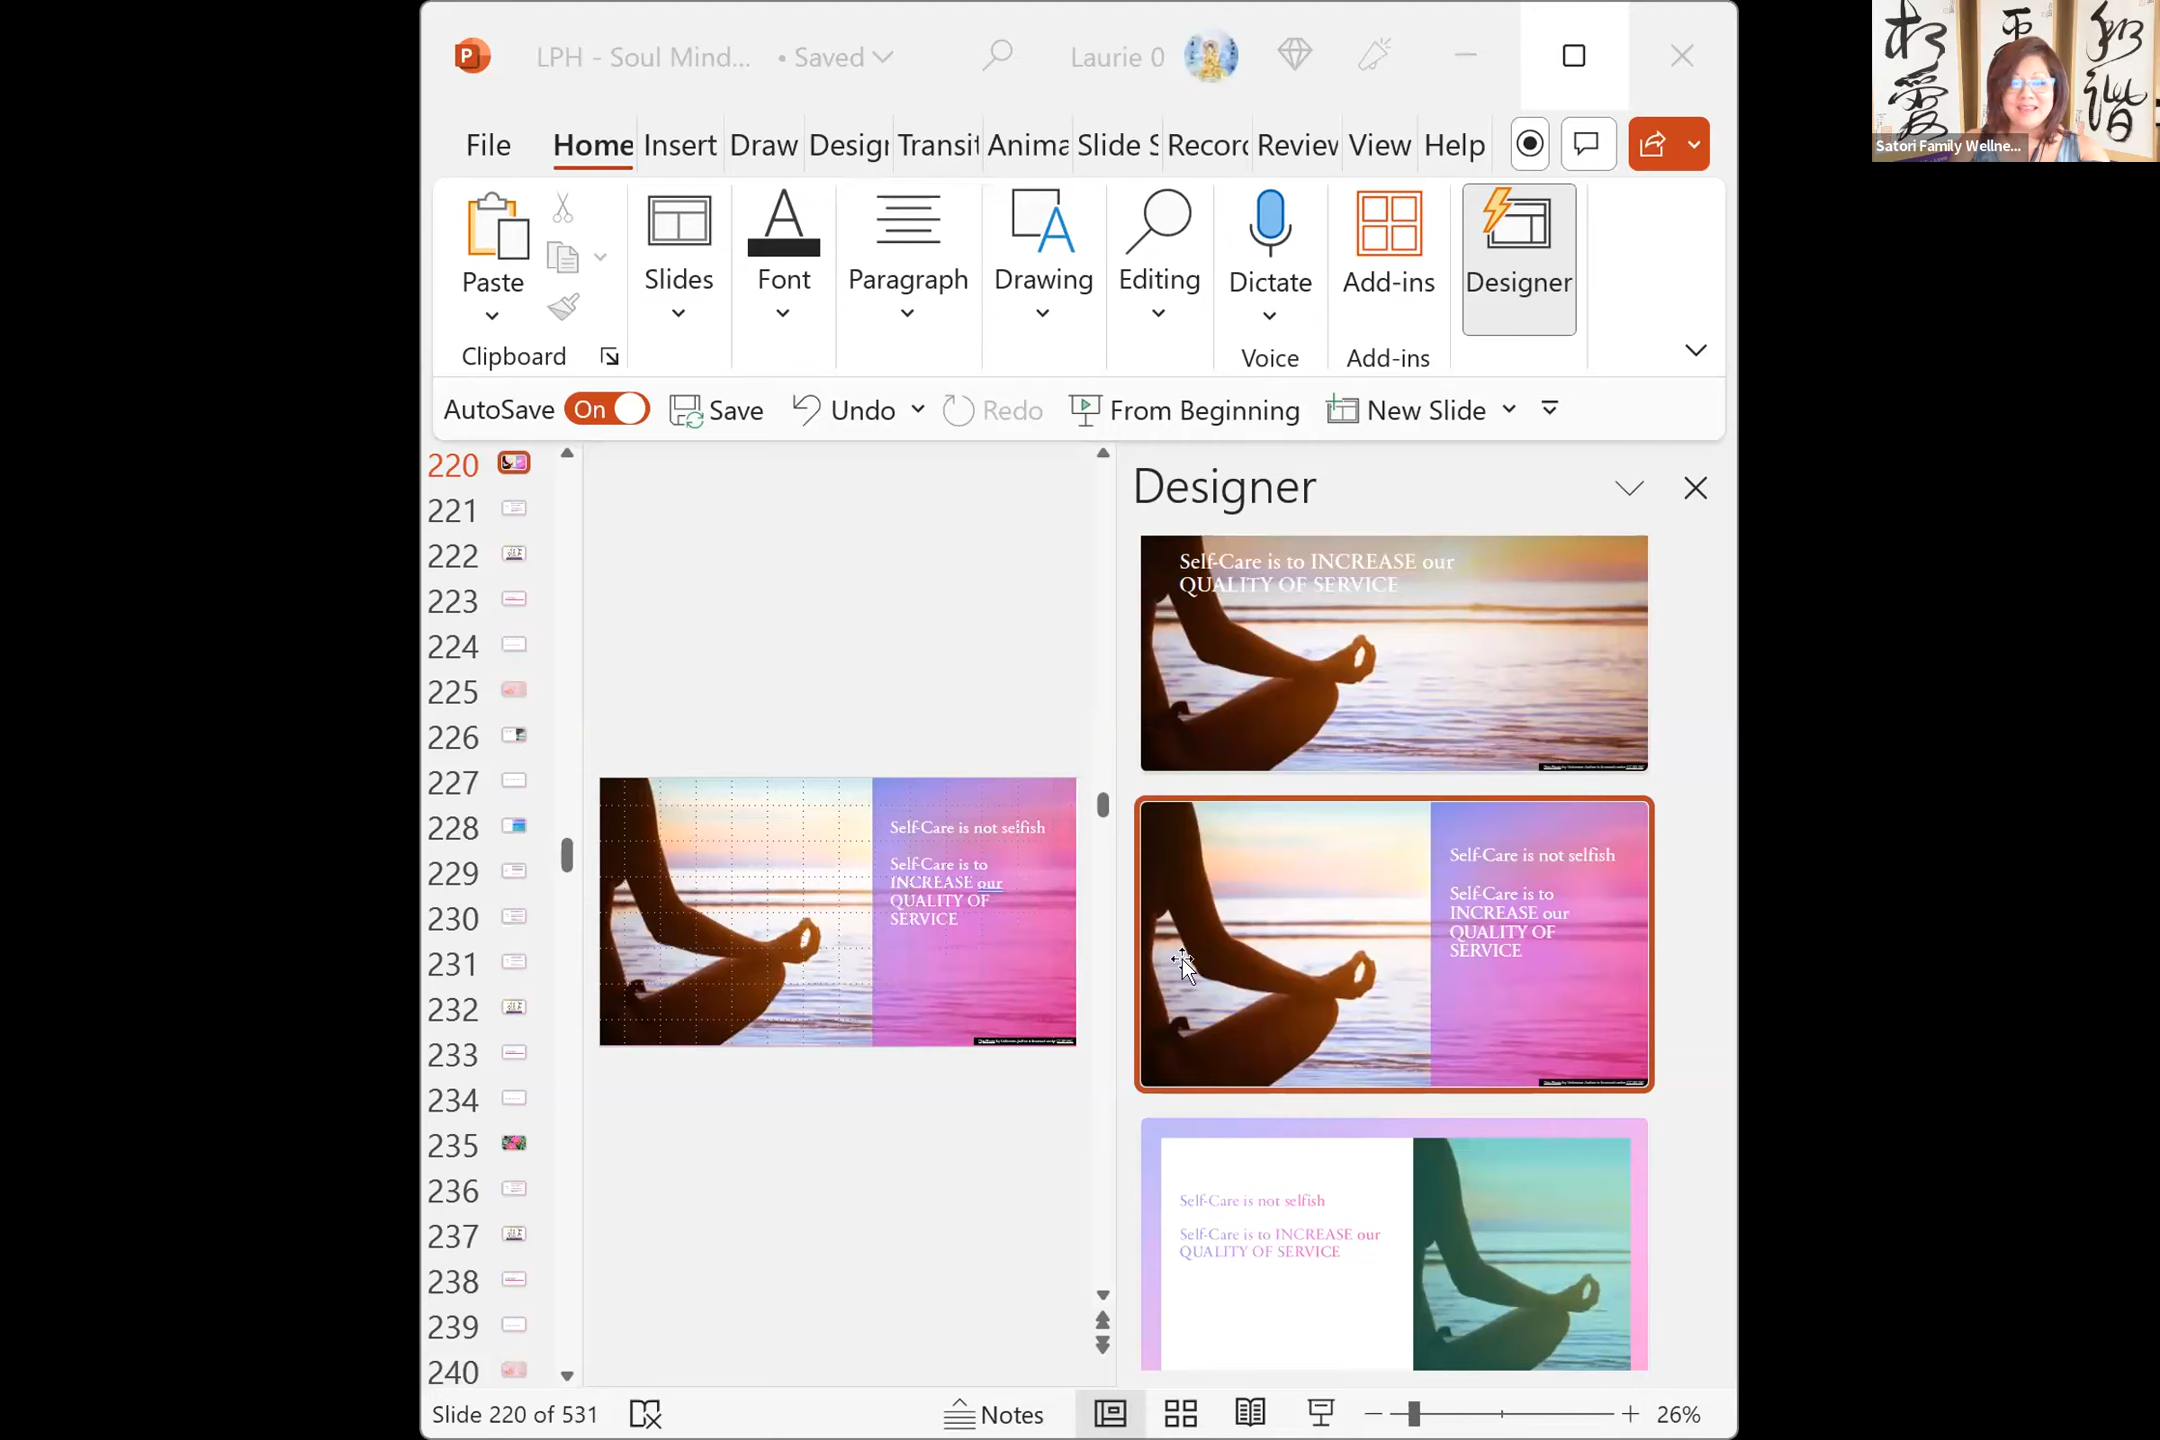 LPH - Soul Mind... • Saved
Laurie 0
File Home Insert Draw Desigr Transit Anima Slide S Record Review View Help
Paste
Slides
Font
Paragraph
Drawing
Editing
Dictate
Add-ins
Designer
Clipboard
Voice
Add-ins
AutoSave On Save Undo Redo From Beginning New Slide
220
221
222
223
224
225
226
227
228
229
230
231
232
233
234
235
236
237
238
239
240
Self-Care is not selfish
Self-Care is to
INCREASE our
QUALITY OF
SERVICE
Designer
Self-Care is to INCREASE our
QUALITY OF SERVICE
Self-Care is not selfish
Self-Care is to
INCREASE our
QUALITY OF
SERVICE
Self-Care is not selfish
Self-Care is to INCREASE our
QUALITY OF SERVICE
Slide 220 of 531
Notes
26%
相愛
平
和諧
Satori Family Wellne...